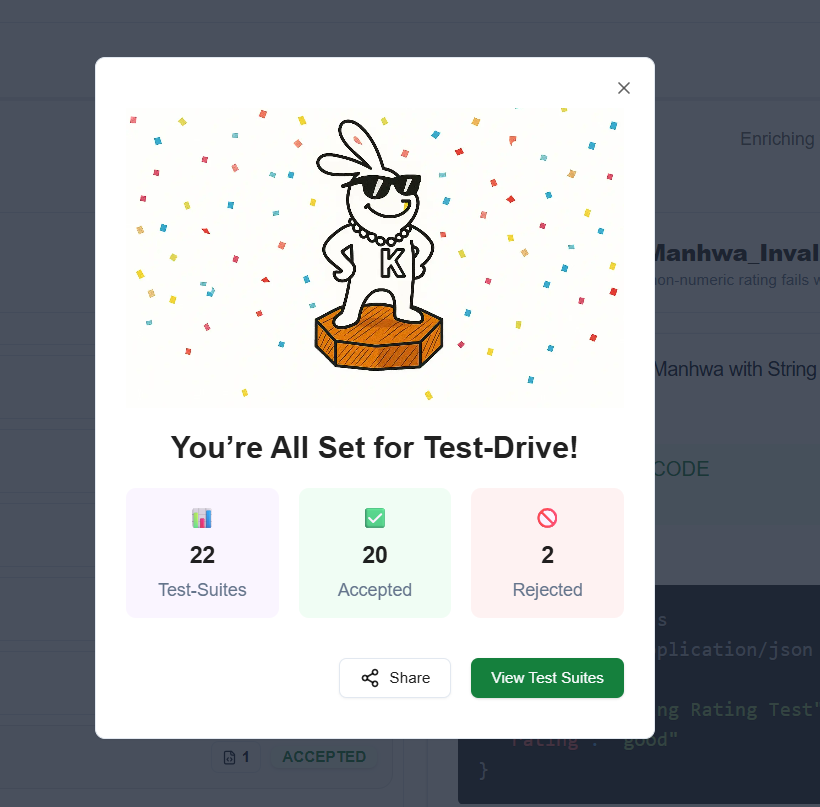 Enriching
Manhwa_Inval
non-numeric rating fails w
K
Manhwa with String
You’re All Set for Test-Drive!
CODE
22
Test-Suites
20
Accepted
2
Rejected
s
plication/json
Share
View Test Suites
ng Rating Test"
"rating": "good"
}
1
ACCEPTED